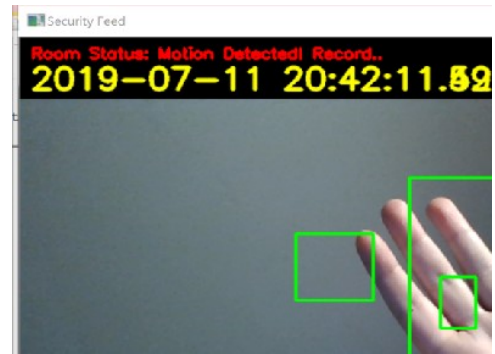 Security Feed
Room Status: Motion Detected! Record..
2019-07-11 20:42:11.